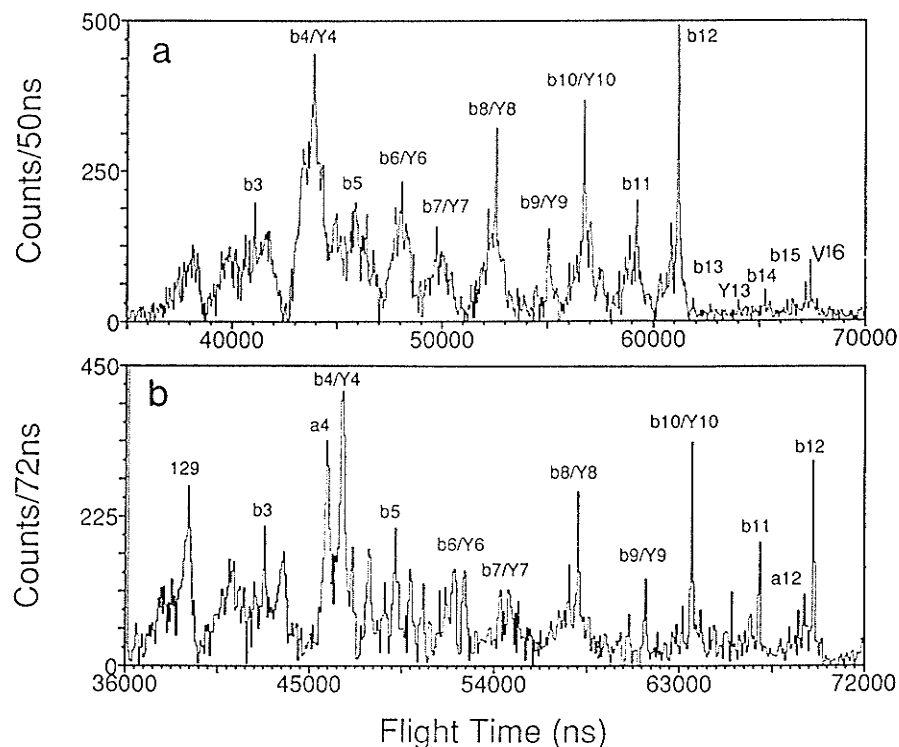 500
a
b4/Y4
b12
b10/Y10
b8/Y8
b6/Y6
b3
b5
b7/Y7
b9/Y9
b11
250
b13
Y13
b14
b15
V16
0
Counts/50ns
40000
50000
60000
70000
450
b
b4/Y4
a4
b10/Y10
b12
129
b8/Y8
b3
b5
b6/Y6
b7/Y7
b9/Y9
b11
a12
225
0
Counts/72ns
36000
45000
54000
63000
72000
Flight Time (ns)